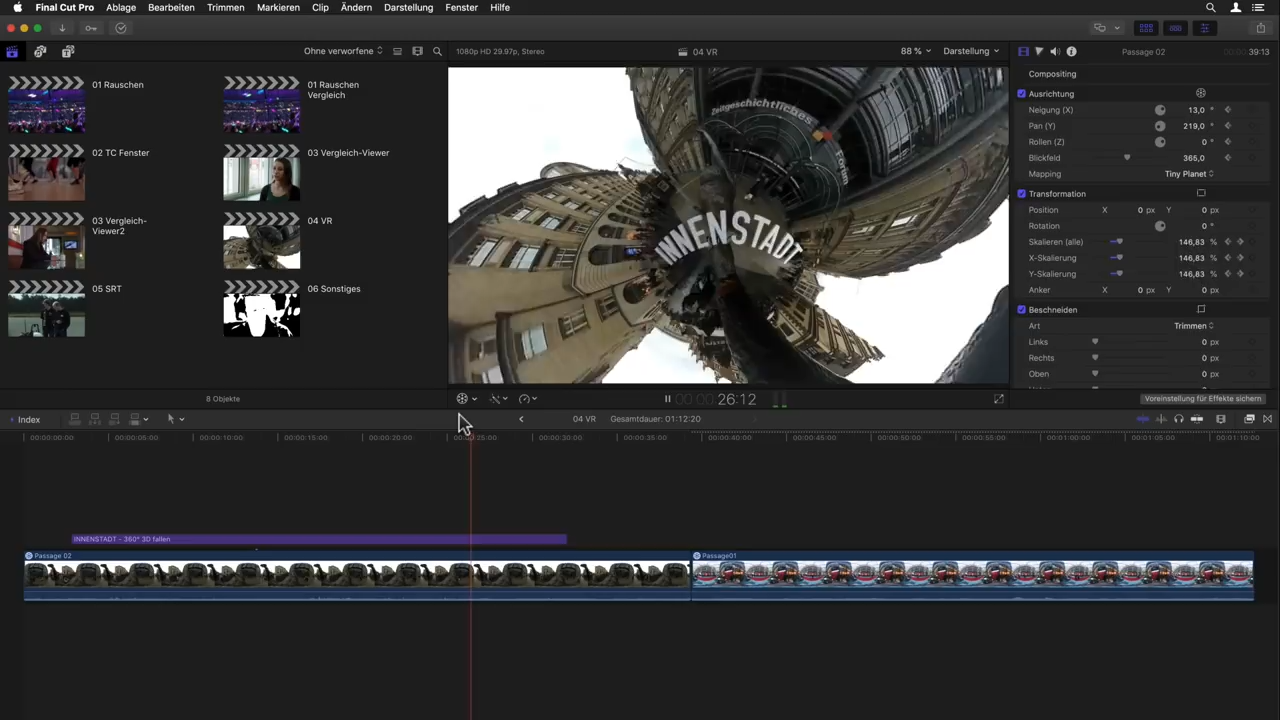 Final Cut Pro Ablage Bearbeiten Trimmen Markieren Clip Ändern Darstellung Fenster Hilfe
Ohne verworfene
1080p HD 29.97p, Stereo
04 VR
88 % Darstellung
Passage 02
39:13
01 Rauschen
01 Rauschen Vergleich
02 TC Fenster
03 Vergleich-Viewer
03 Vergleich-Viewer2
04 VR
05 SRT
06 Sonstiges
8 Objekte
Zeitgeschichtliches Forum
INNENSTADT
Compositing
Ausrichtung
Neigung (X) 13,0 °
Pan (Y) 219,0 °
Rollen (Z) 0 °
Blickfeld 365,0
Mapping Tiny Planet
Transformation
Position X 0 px Y 0 px
Rotation 0 °
Skalieren (alle) 146,83 %
X-Skalierung 146,83 %
Y-Skalierung 146,83 %
Anker X 0 px Y 0 px
Beschneiden
Art Trimmen
Links 0 px
Rechts 0 px
Oben 0 px
00:00:00 26:12
Voreinstellung für Effekte sichern
Index
04 VR Gesamtdauer: 01:12:20
00:00:00:00 00:00:05:00 00:00:10:00 00:00:15:00 00:00:20:00 00:00:25:00 00:00:30:00 00:00:35:00 00:00:40:00 00:00:45:00 00:00:50:00 00:00:55:00 00:01:00:00 00:01:05:00 00:01:10:00
INNENSTADT – 360° 3D fallen
Passage 02
Passage01